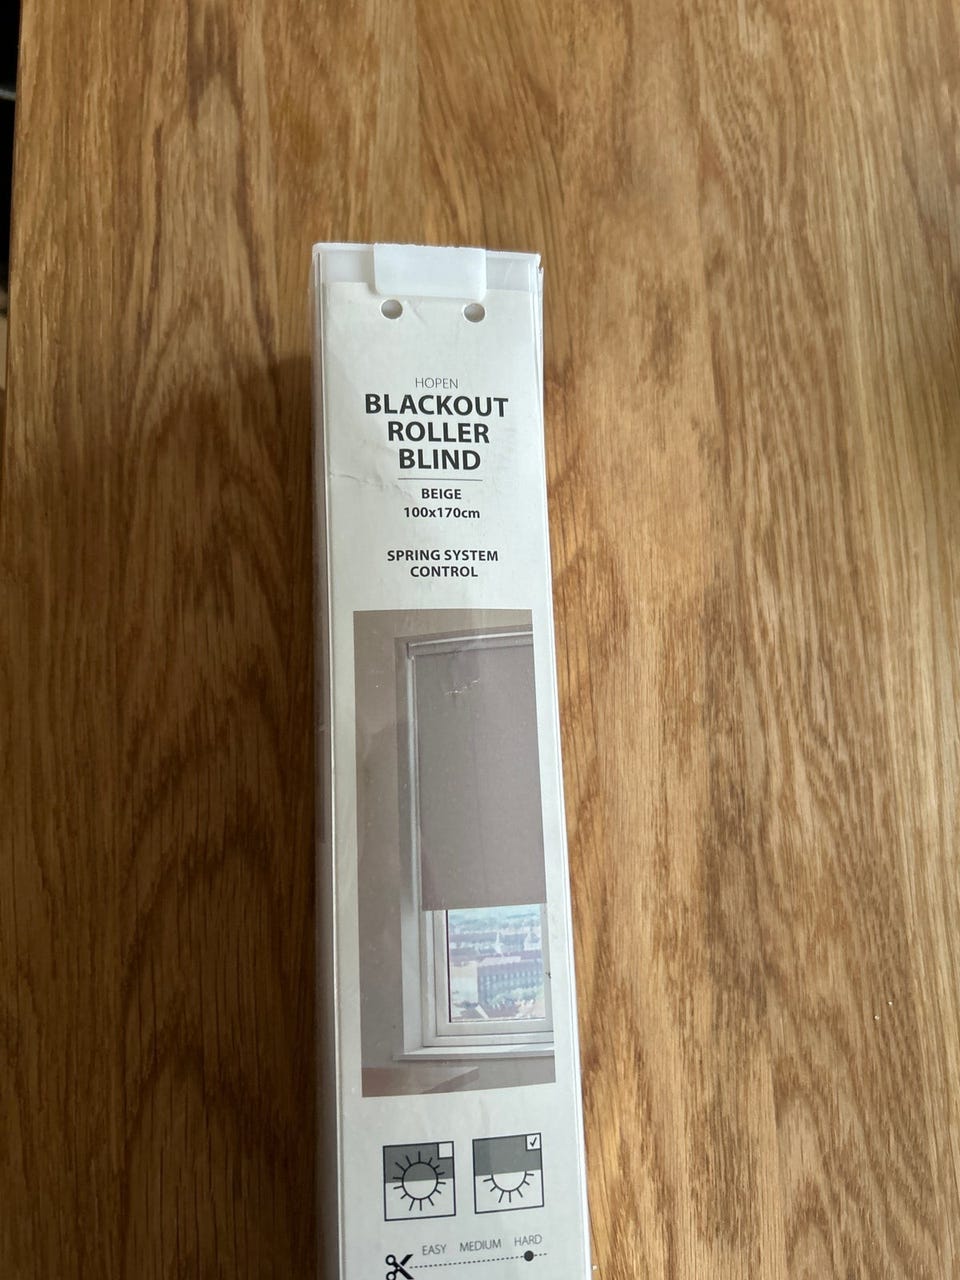 HOPEN
BLACKOUT
ROLLER
BLIND
BEIGE
100x170cm
SPRING SYSTEM
CONTROL
EASY MEDIUM HARD